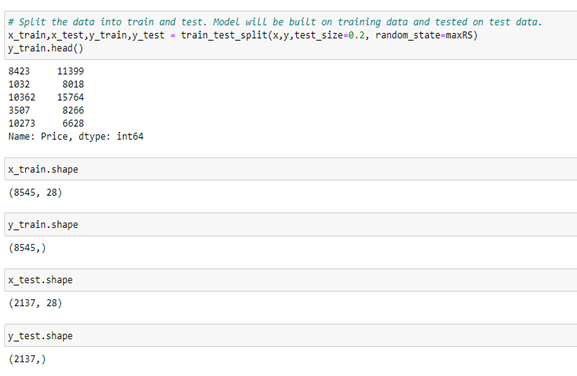 # Split the data into train and test. Model will be built on training data and tested on test data.
x_train,x_test,y_train,y_test = train_test_split(x,y,test_size=0.2, random_state=maxRS)
y_train.head()
8423 11399
1032 8018
10362 15764
3507 8266
10273 6628
Name: Price, dtype: int64
x_train.shape
(8545, 28)
y_train.shape
(8545,)
x_test.shape
(2137, 28)
y_test.shape
(2137,)